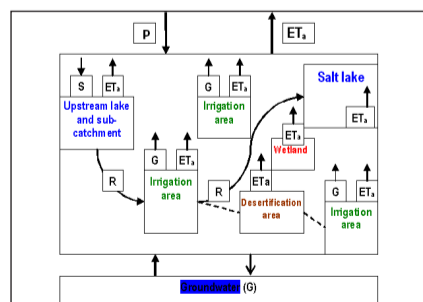 P
ETa
S
ETa
Upstream lake
and sub-
catchment
G
ETa
Irrigation
area
Salt lake
ETa
ETa
Wetland
G
ETa
Irrigation
area
R
R
ETa
Desertification
area
G
ETa
Irrigation
area
Groundwater (G)